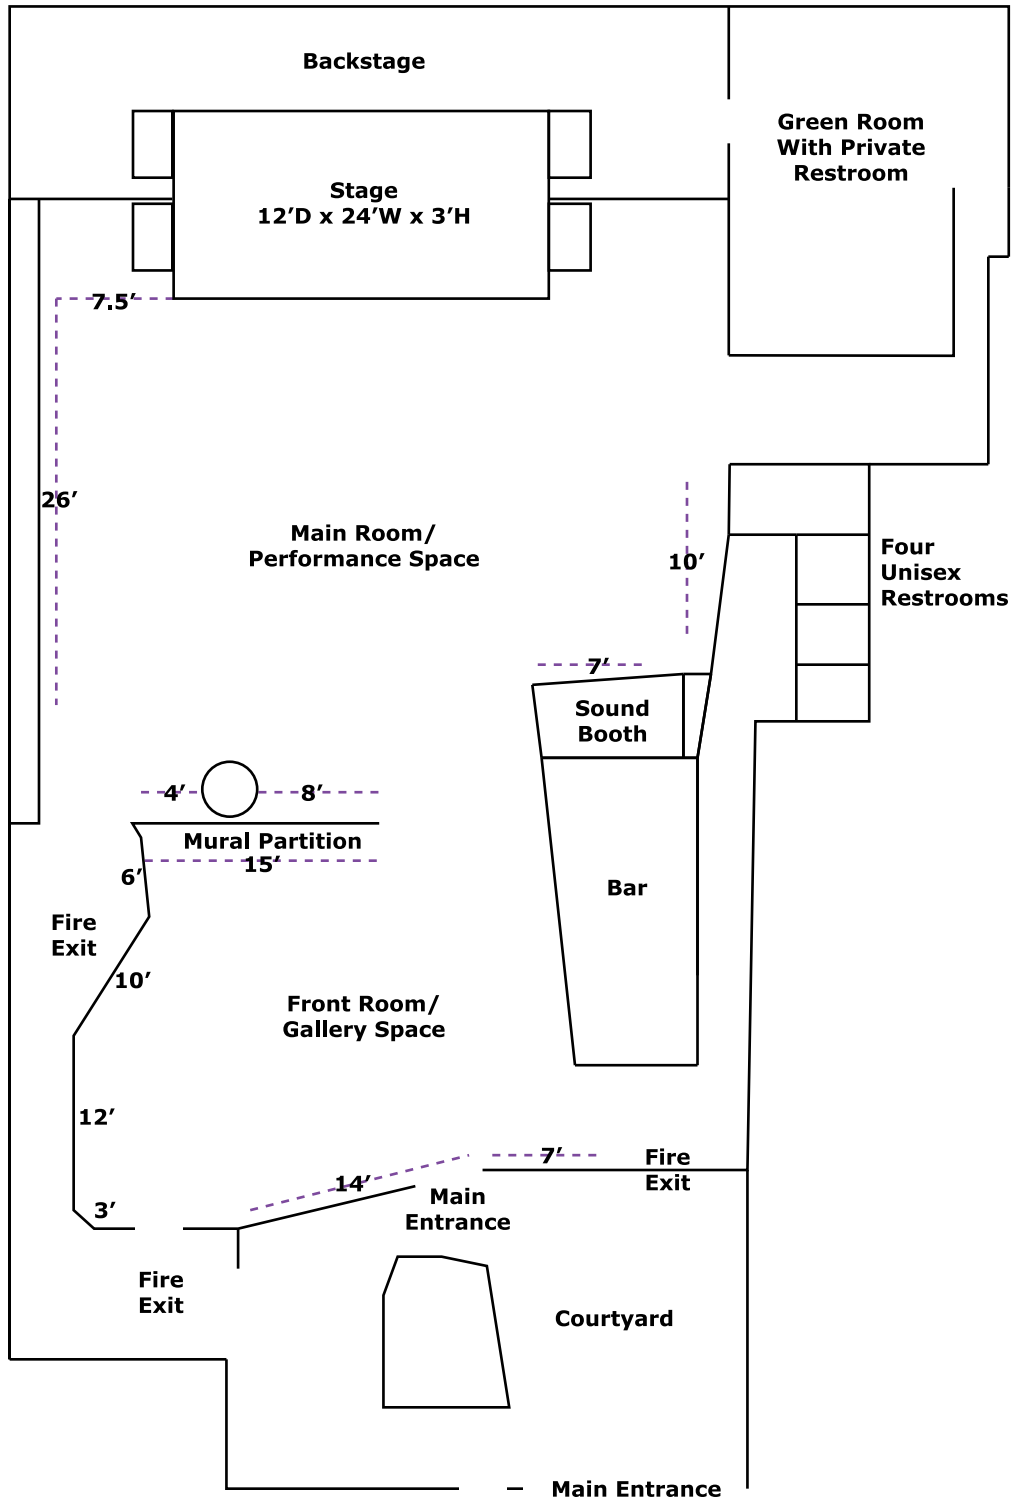 Backstage
Green Room
With Private
Restroom
Stage
12’D x 24’W x 3’H
7.5’
26’
Main Room/
Performance Space
10’
Four
Unisex
Restrooms
7’
Sound
Booth
4’
8’
Mural Partition
15’
6’
Bar
Fire
Exit
10’
Front Room/
Gallery Space
12’
7’
Fire
Exit
14’
Main
Entrance
3’
Fire
Exit
Courtyard
Main Entrance